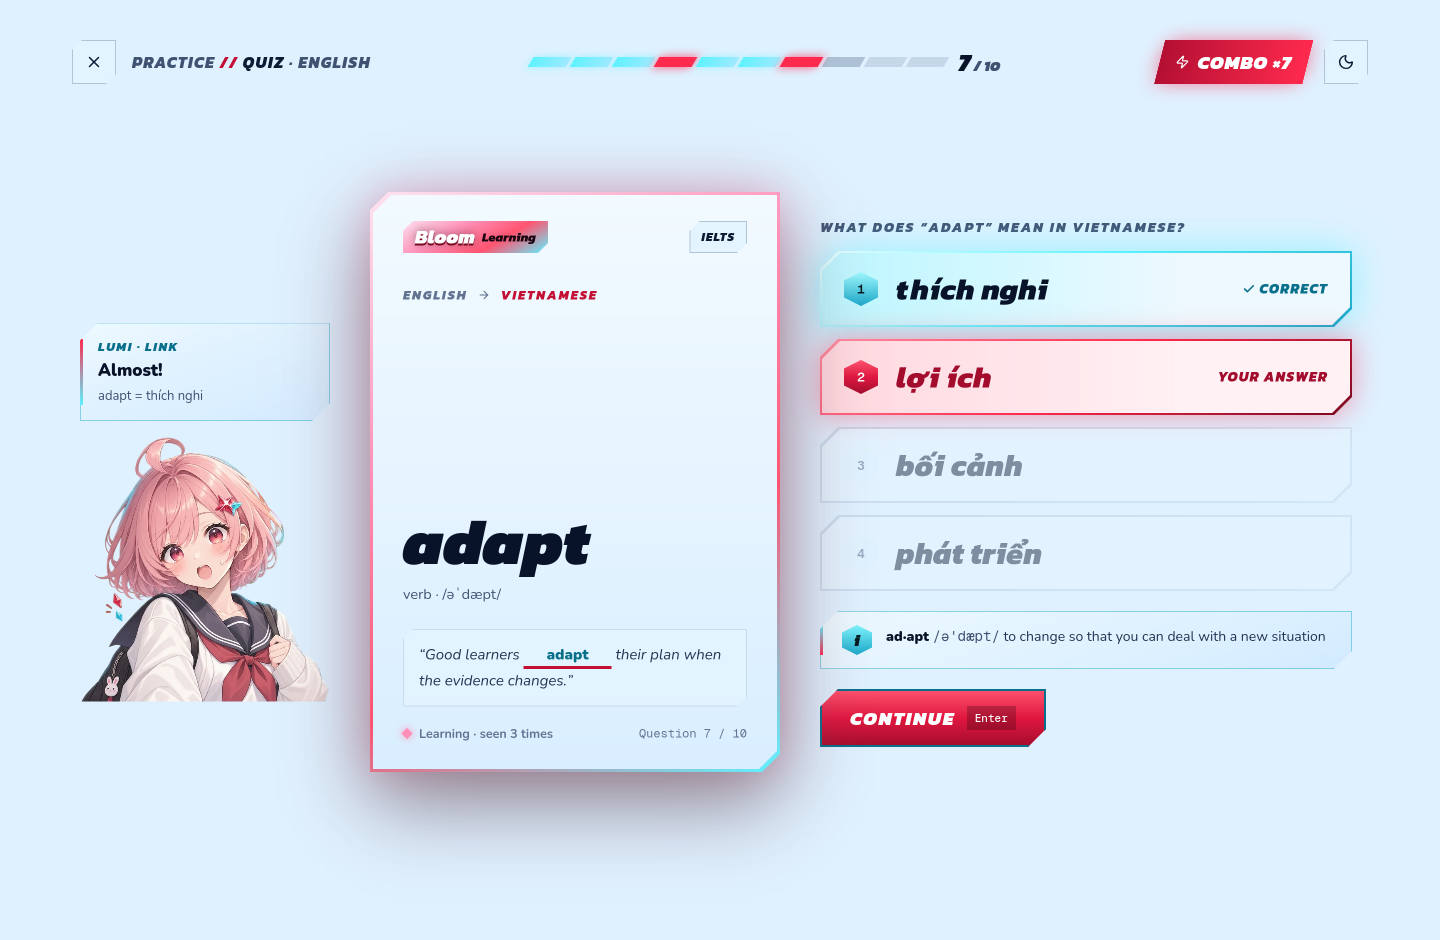 PRACTICE // QUIZ · ENGLISH
7 / 10
COMBO ×7
LUMI · LINK
Almost!
adapt = thích nghi
Bloom Learning
IELTS
ENGLISH → VIETNAMESE
adapt
verb · /əˈdæpt/
“Good learners adapt their plan when
the evidence changes.”
Learning · seen 3 times
Question 7 / 10
WHAT DOES “ADAPT” MEAN IN VIETNAMESE?
1 thích nghi ✓ CORRECT
2 lợi ích YOUR ANSWER
3 bối cảnh
4 phát triển
i ad·apt /əˈdæpt/ to change so that you can deal with a new situation
CONTINUE Enter